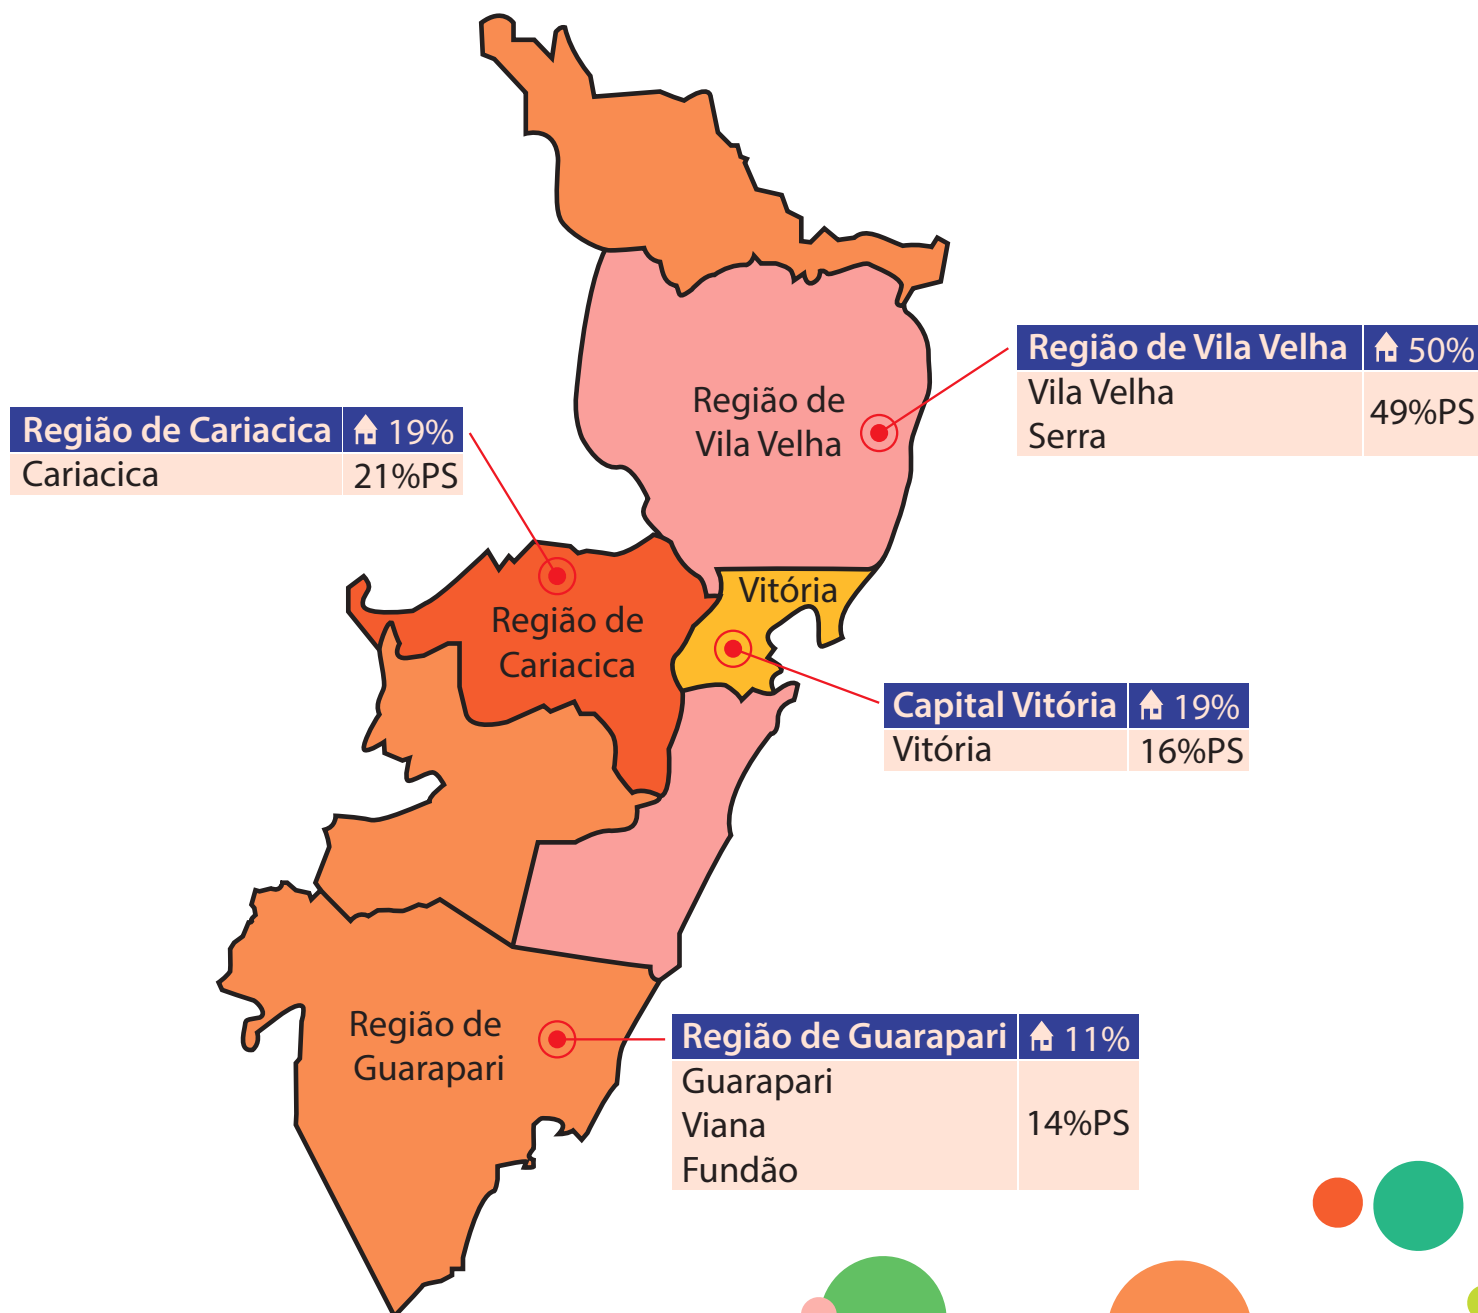 Região de
Vila Velha
Região de Vila Velha 50%
Vila Velha
Serra
49%PS
Região de Cariacica 19%
Cariacica 21%PS
Região de
Cariacica
Vitória
Capital Vitória 19%
Vitória 16%PS
Região de
Guarapari
Região de Guarapari 11%
Guarapari
Viana
Fundão
14%PS